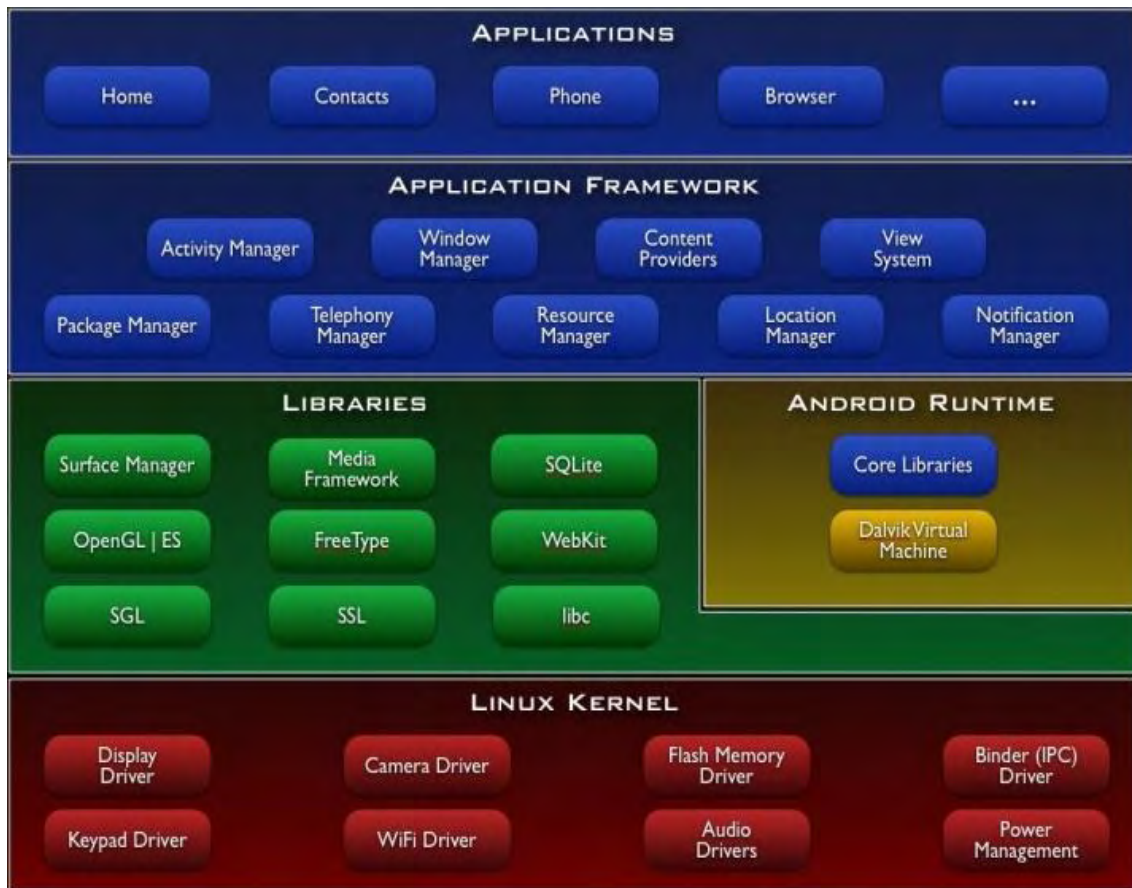 APPLICATIONS
Home
Contacts
Phone
Browser
...
APPLICATION FRAMEWORK
Activity Manager
Window
Manager
Content
Providers
View
System
Package Manager
Telephony
Manager
Resource
Manager
Location
Manager
Notification
Manager
LIBRARIES
Surface Manager
Media
Framework
SQLite
OpenGL | ES
FreeType
WebKit
SGL
SSL
libc
ANDROID RUNTIME
Core Libraries
Dalvik Virtual
Machine
LINUX KERNEL
Display
Driver
Camera Driver
Flash Memory
Driver
Binder (IPC)
Driver
Keypad Driver
WiFi Driver
Audio
Drivers
Power
Management